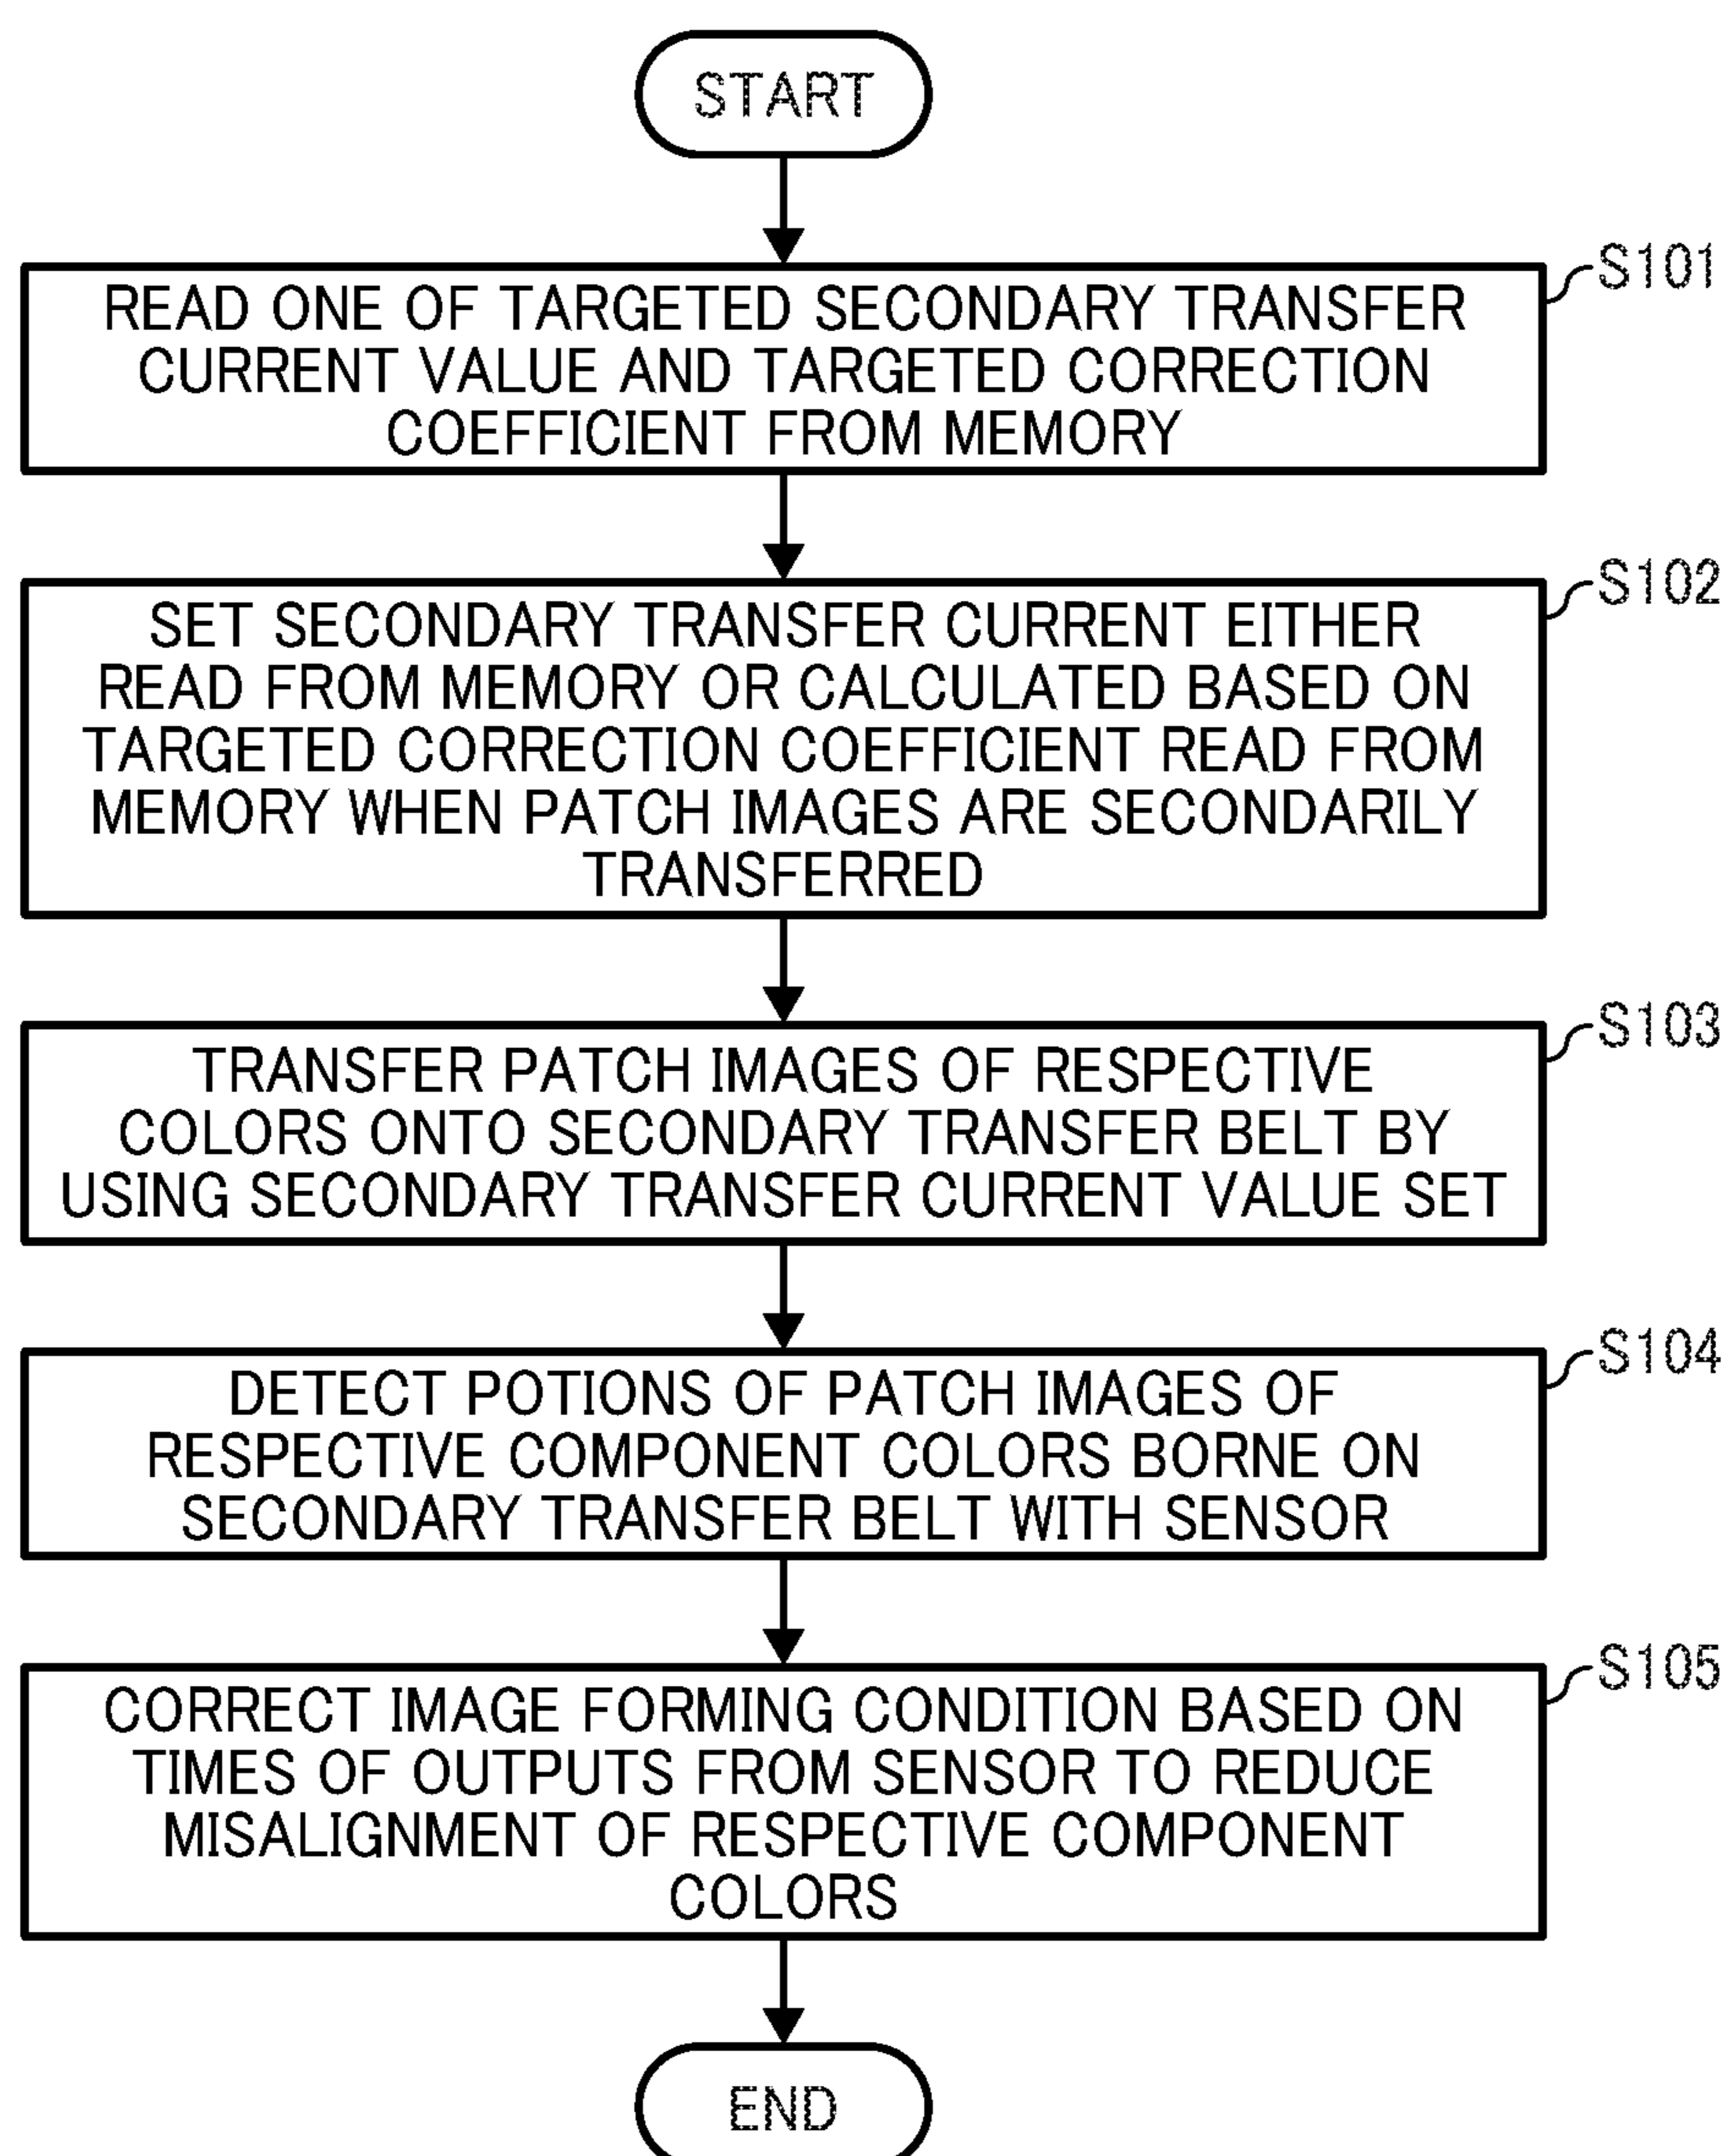 START
S101
READ ONE OF TARGETED SECONDARY TRANSFER
CURRENT VALUE AND TARGETED CORRECTION
COEFFICIENT FROM MEMORY
S102
SET SECONDARY TRANSFER CURRENT EITHER
READ FROM MEMORY OR CALCULATED BASED ON
TARGETED CORRECTION COEFFICIENT READ FROM
MEMORY WHEN PATCH IMAGES ARE SECONDARILY
TRANSFERRED
S103
TRANSFER PATCH IMAGES OF RESPECTIVE
COLORS ONTO SECONDARY TRANSFER BELT BY
USING SECONDARY TRANSFER CURRENT VALUE SET
S104
DETECT POTIONS OF PATCH IMAGES OF
RESPECTIVE COMPONENT COLORS BORNE ON
SECONDARY TRANSFER BELT WITH SENSOR
S105
CORRECT IMAGE FORMING CONDITION BASED ON
TIMES OF OUTPUTS FROM SENSOR TO REDUCE
MISALIGNMENT OF RESPECTIVE COMPONENT
COLORS
END